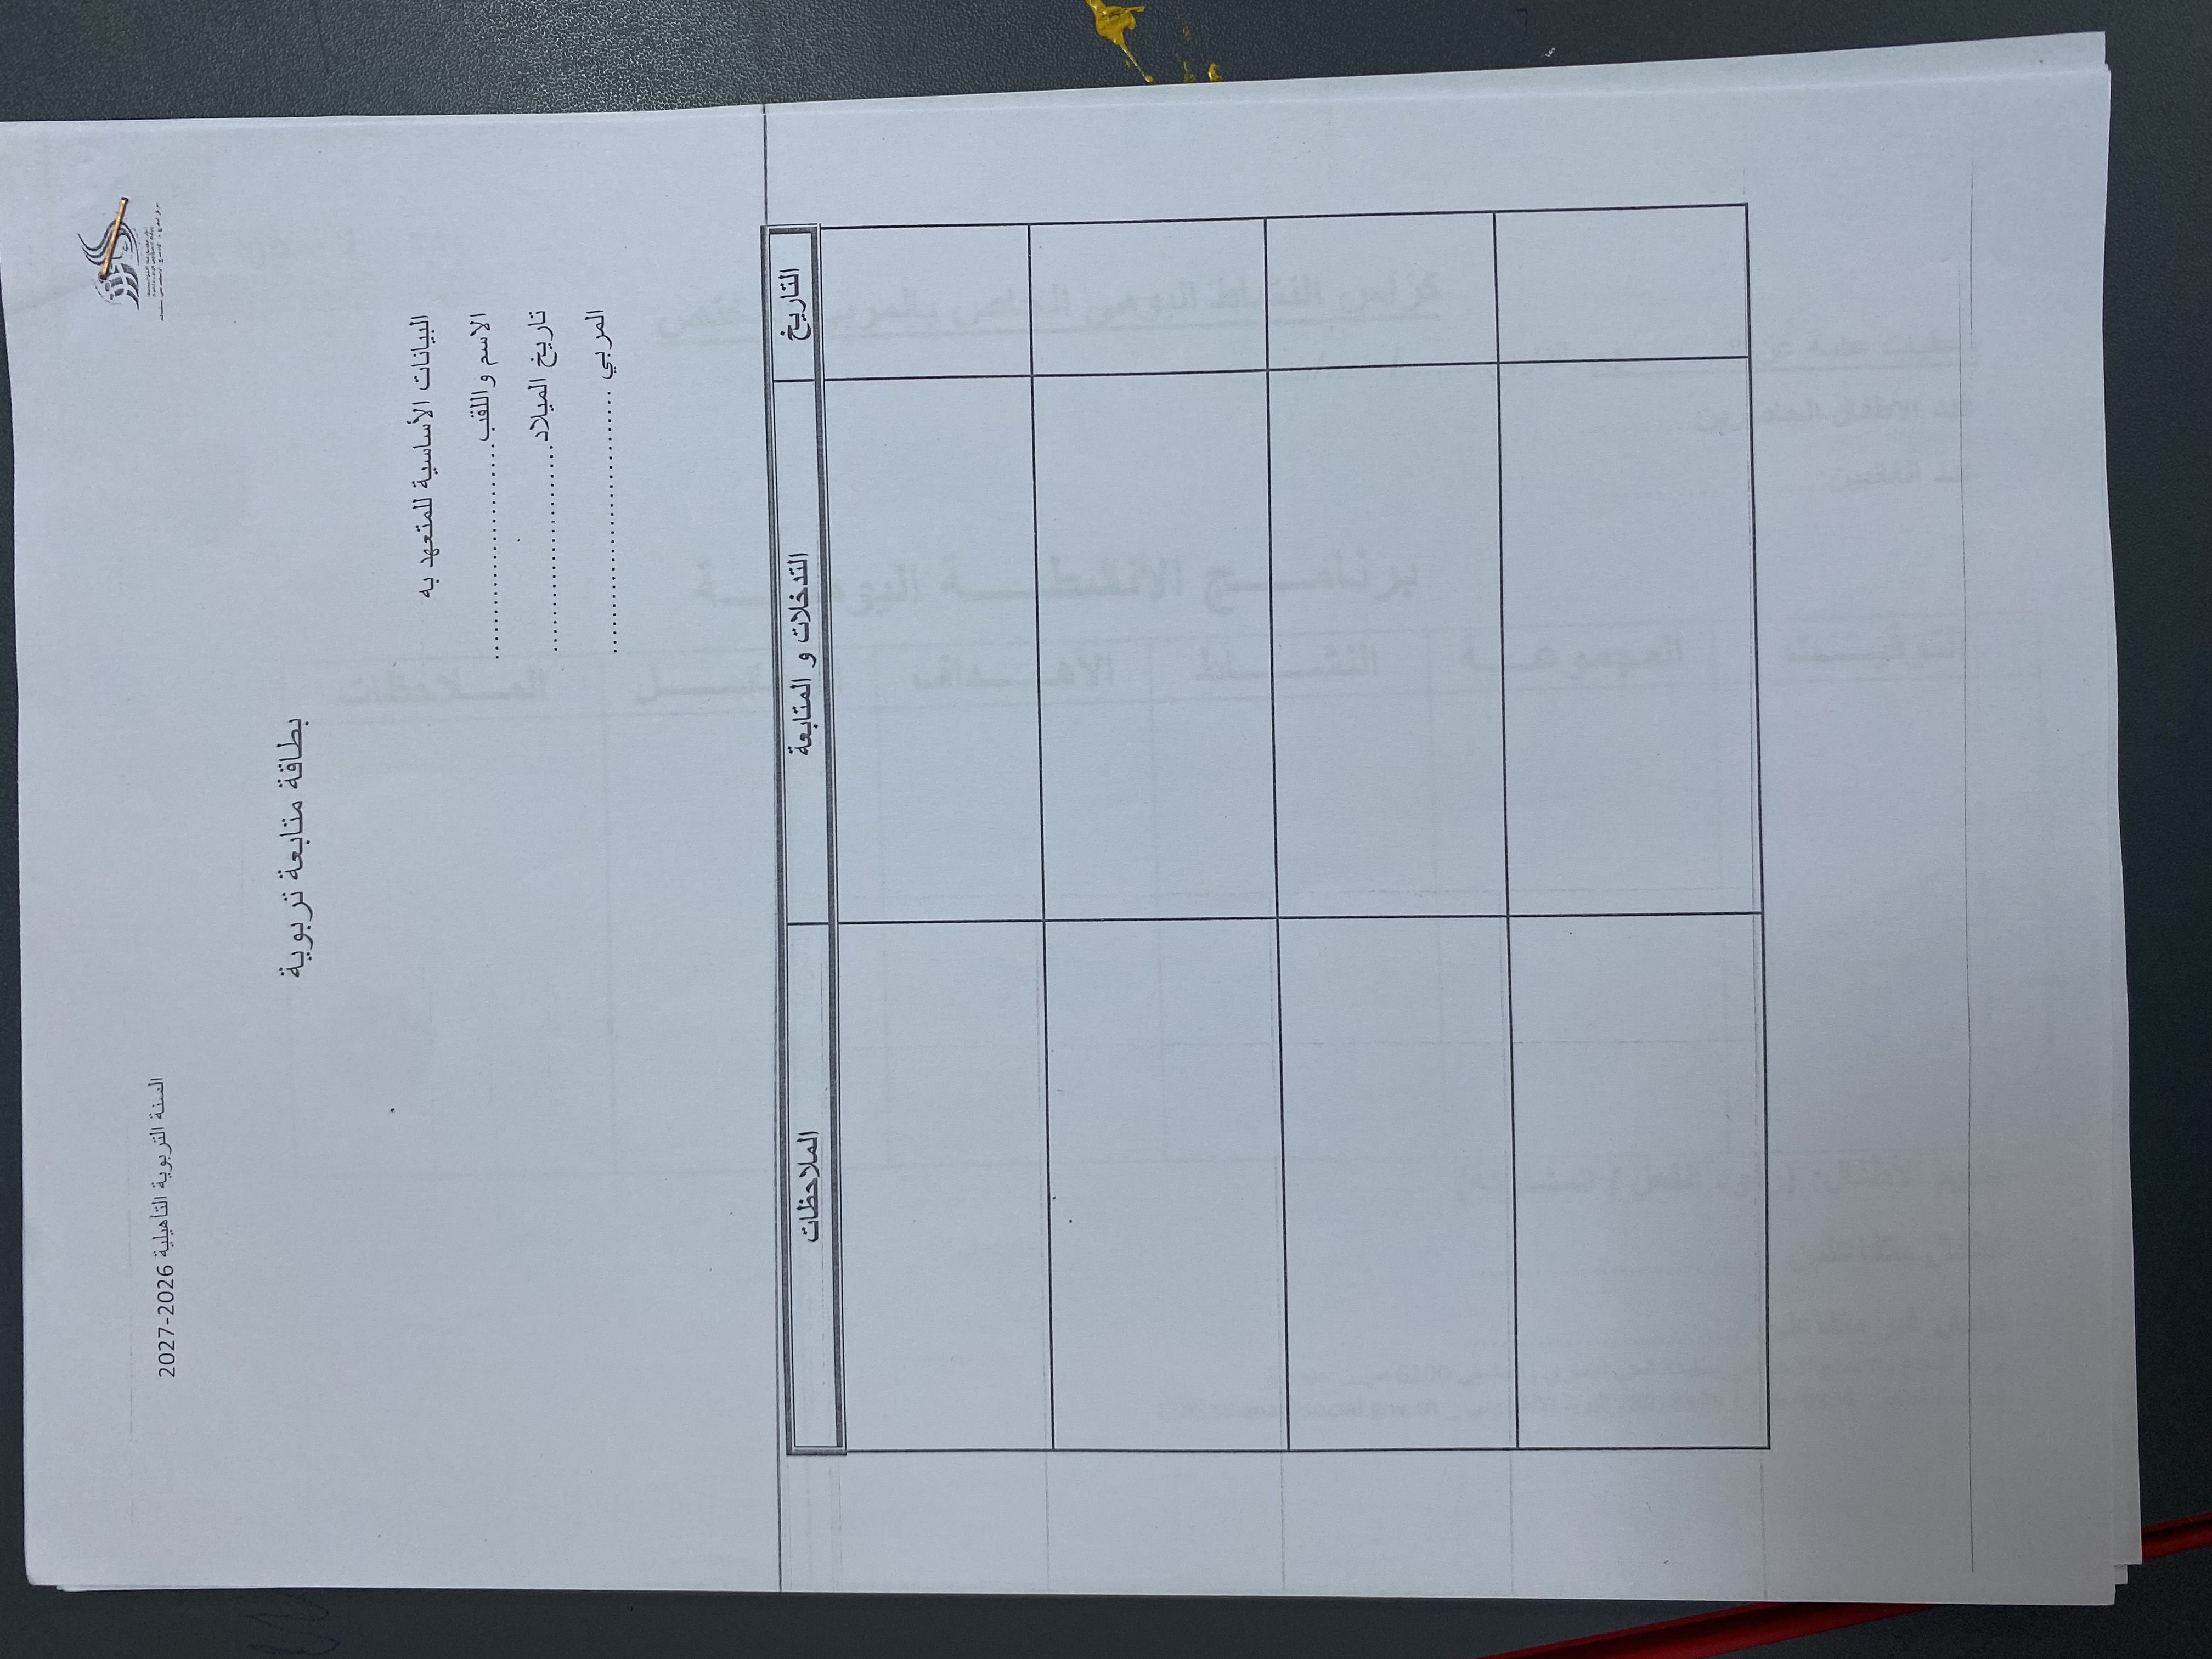 السنة التربوية التأهيلية 2026-2027
بطاقة متابعة تربوية
البيانات الأساسية للمتعهد به
الاسم واللقب........................
تاريخ الميلاد.......................
المربي .............................
التاريخ
التدخلات و المتابعة
الملاحظات